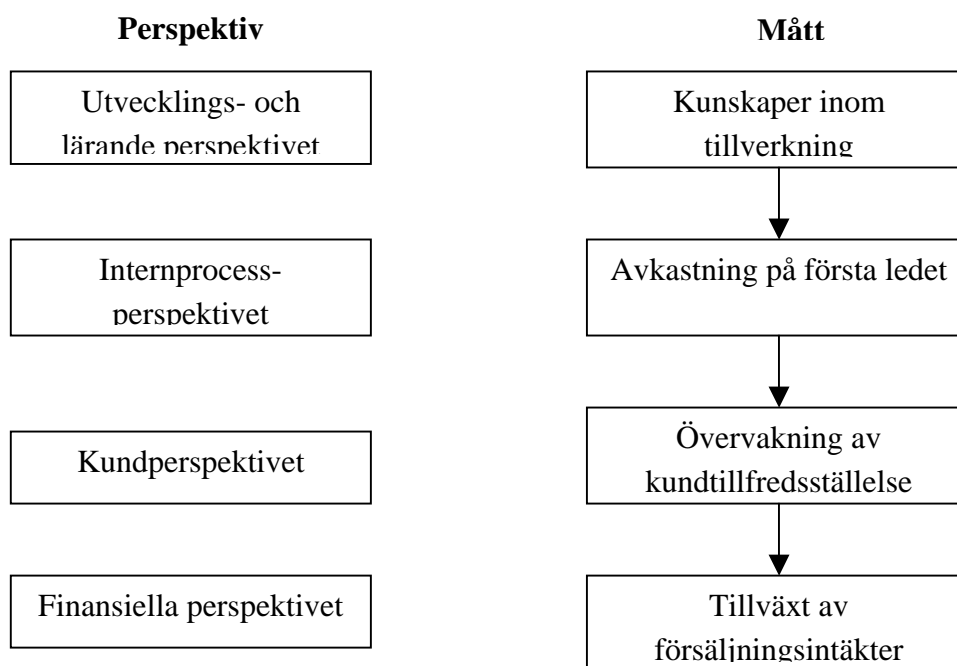 Perspektiv
Mått
Utvecklings- och
lärande perspektivet
Kunskaper inom
tillverkning
Internprocess-
perspektivet
Avkastning på första ledet
Kundperspektivet
Övervakning av
kundtillfredsställelse
Finansiella perspektivet
Tillväxt av
försäljningsintäkter